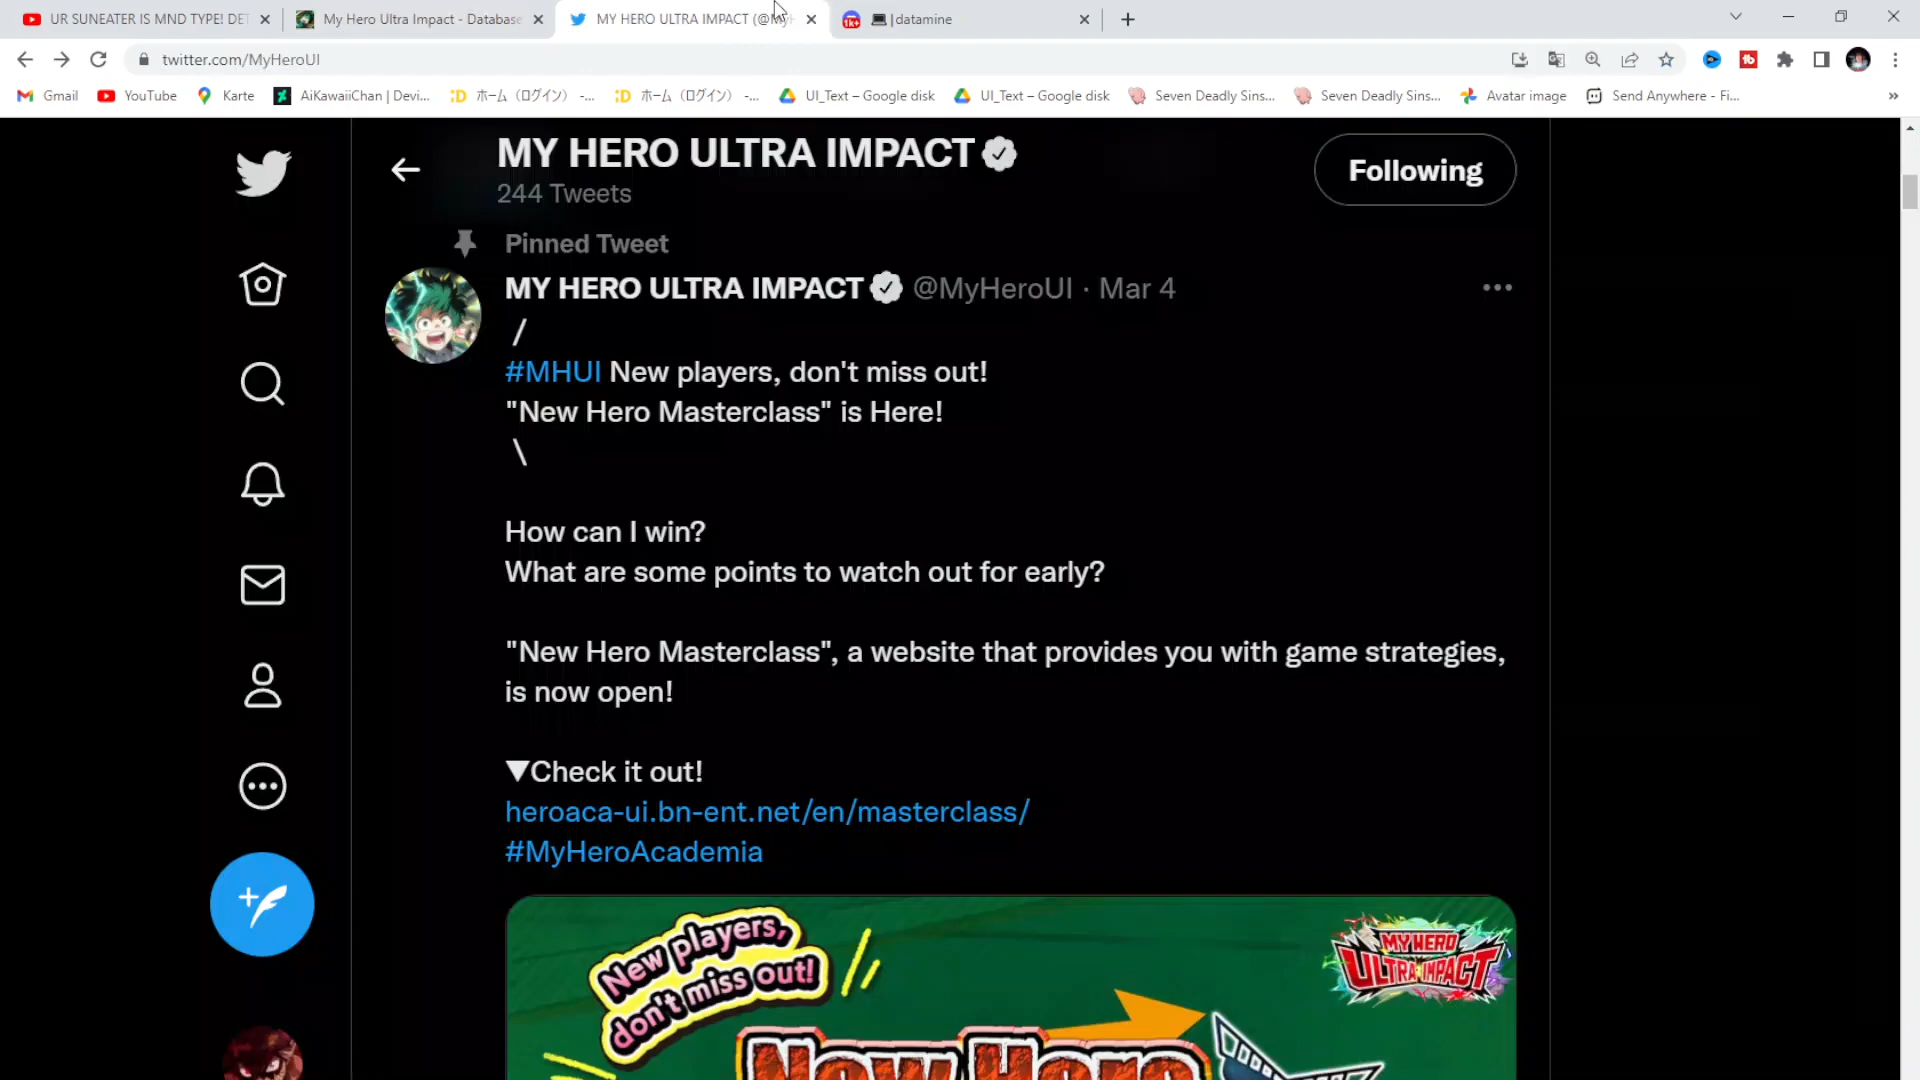 UR SUNEATER IS MND TYPE! DET
My Hero Ultra Impact - Database
MY HERO ULTRA IMPACT (@MyH
1k+ |datamine
twitter.com/MyHeroUI
Gmail
YouTube
Karte
AiKawaiiChan | Devi...
ホーム（ログイン） -...
ホーム（ログイン） -...
UI_Text – Google disk
UI_Text – Google disk
Seven Deadly Sins...
Seven Deadly Sins...
Avatar image
Send Anywhere - Fi...
»
MY HERO ULTRA IMPACT
244 Tweets
Following
Pinned Tweet
MY HERO ULTRA IMPACT @MyHeroUI · Mar 4
/
#MHUI New players, don't miss out!
"New Hero Masterclass" is Here!
\
How can I win?
What are some points to watch out for early?
"New Hero Masterclass", a website that provides you with game strategies,
is now open!
▼Check it out!
heroaca-ui.bn-ent.net/en/masterclass/
#MyHeroAcademia
New players,
don't miss out!
MY HERO
ULTRA IMPACT
New Hero